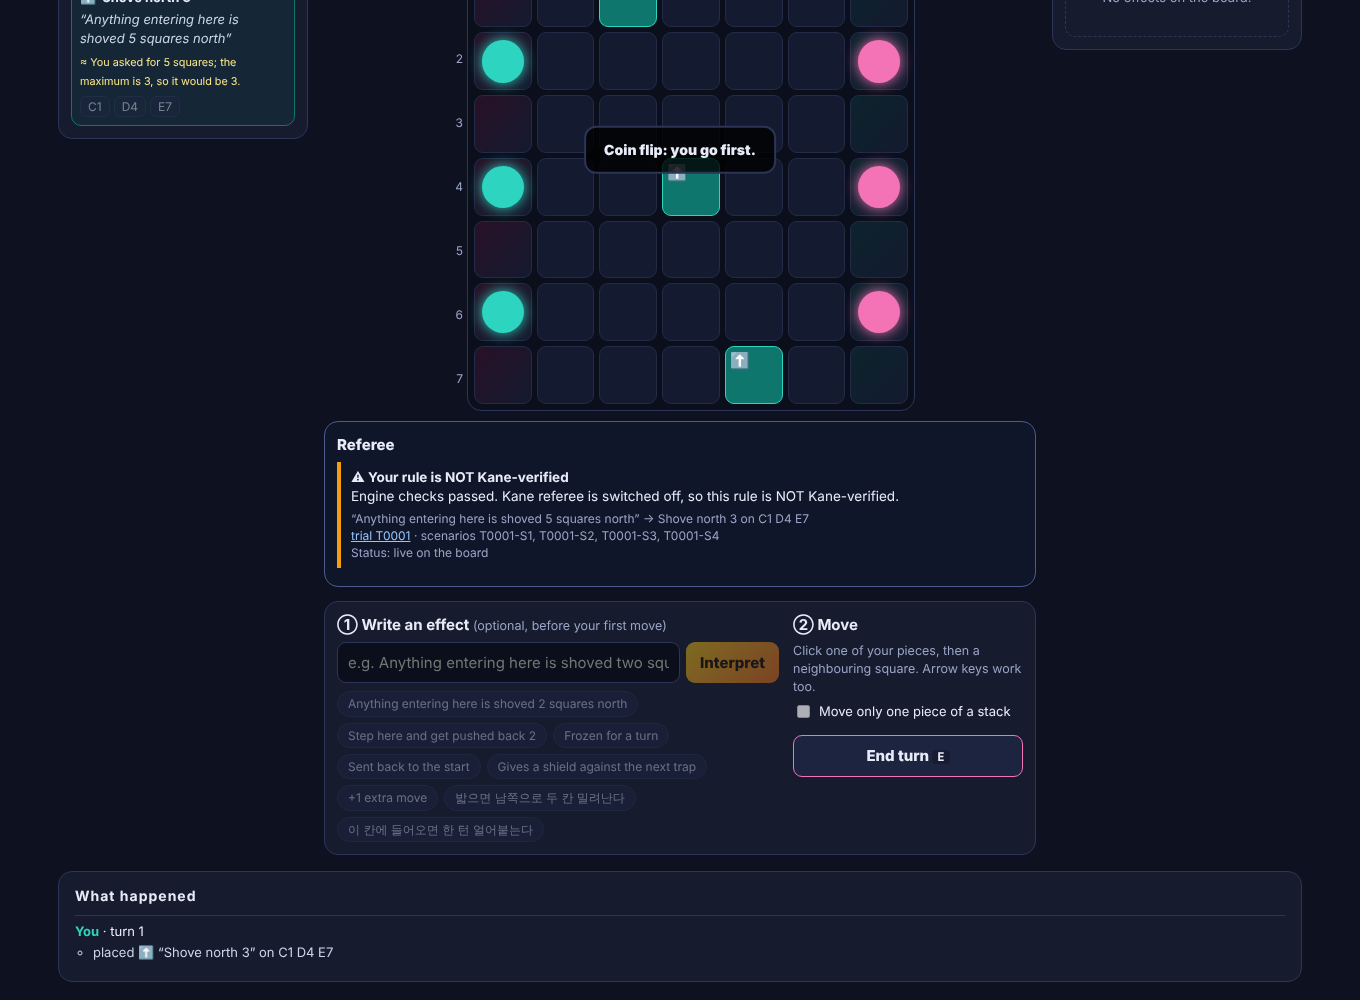 “Anything entering here is
shoved 5 squares north”
≈ You asked for 5 squares; the
maximum is 3, so it would be 3.
C1 D4 E7
2
3
Coin flip: you go first.
4
5
6
7
Referee
⚠ Your rule is NOT Kane-verified
Engine checks passed. Kane referee is switched off, so this rule is NOT Kane-verified.
“Anything entering here is shoved 5 squares north” → Shove north 3 on C1 D4 E7
trial T0001 · scenarios T0001-S1, T0001-S2, T0001-S3, T0001-S4
Status: live on the board
① Write an effect (optional, before your first move)
e.g. Anything entering here is shoved two squ
Interpret
Anything entering here is shoved 2 squares north
Step here and get pushed back 2
Frozen for a turn
Sent back to the start
Gives a shield against the next trap
+1 extra move
밟으면 남쪽으로 두 칸 밀려난다
이 칸에 들어오면 한 턴 얼어붙는다
② Move
Click one of your pieces, then a
neighbouring square. Arrow keys work
too.
Move only one piece of a stack
End turn E
What happened
You · turn 1
placed ⬆ “Shove north 3” on C1 D4 E7